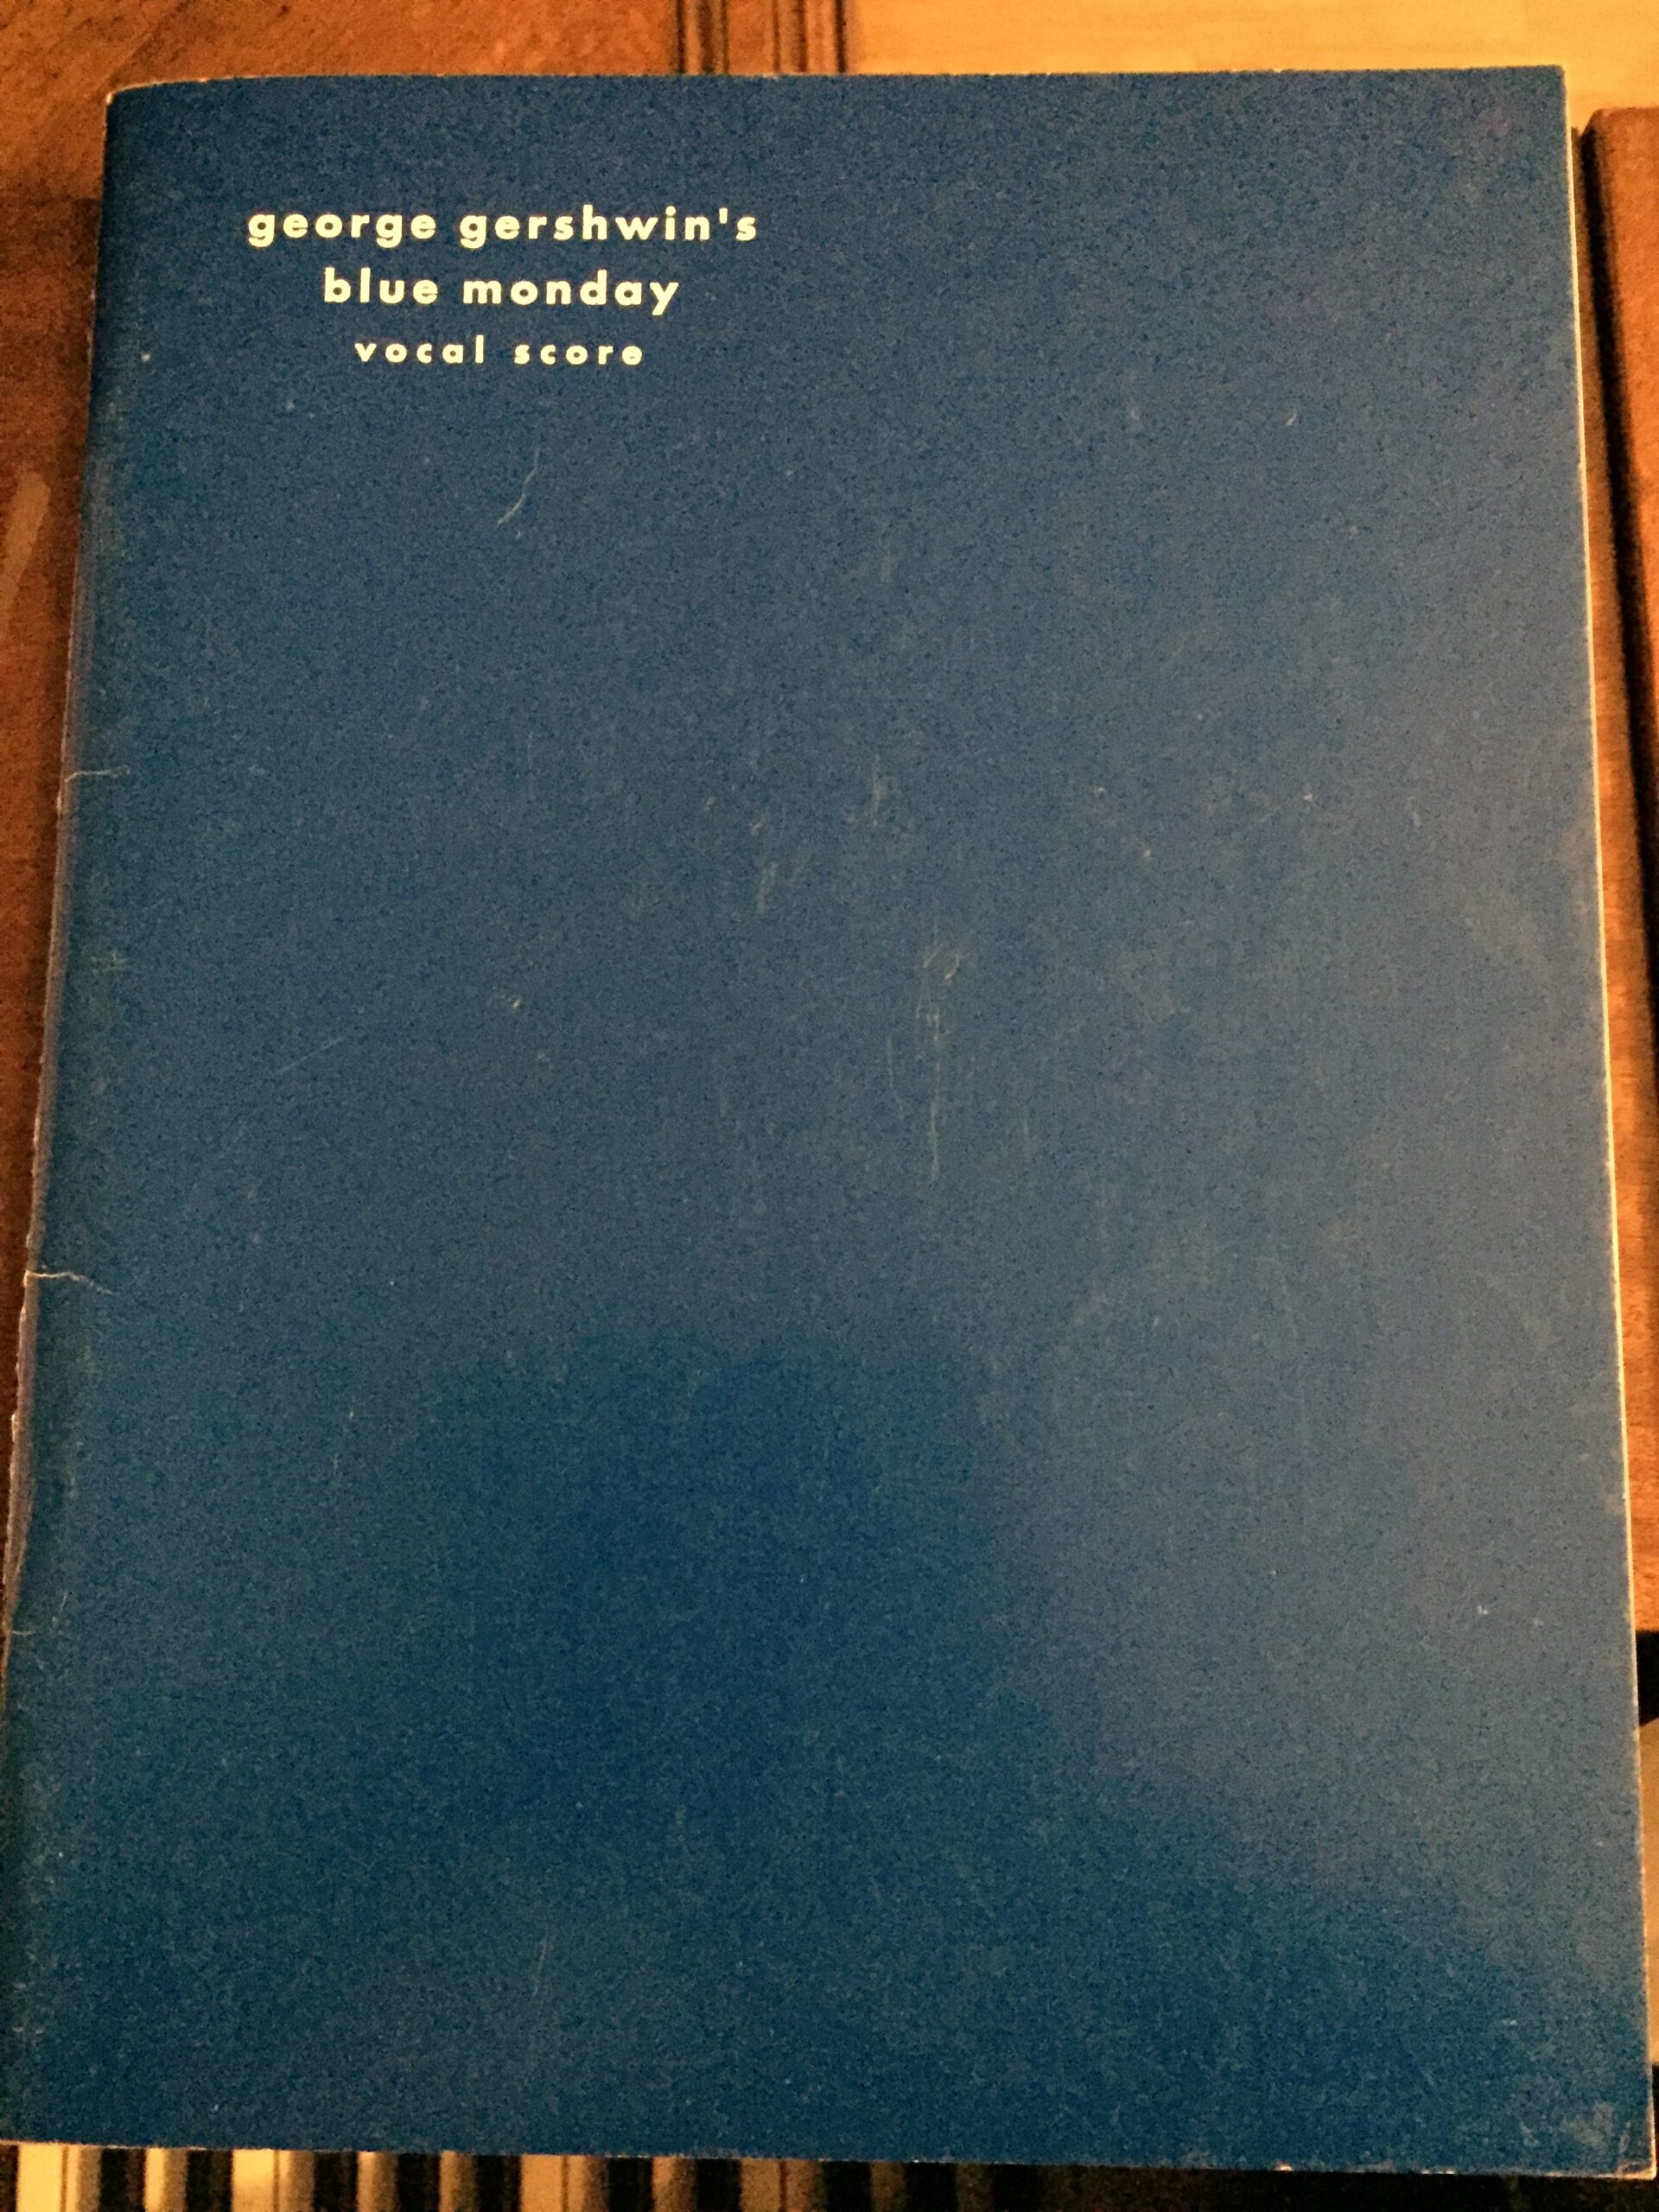 george gershwin's
blue monday
vocal score